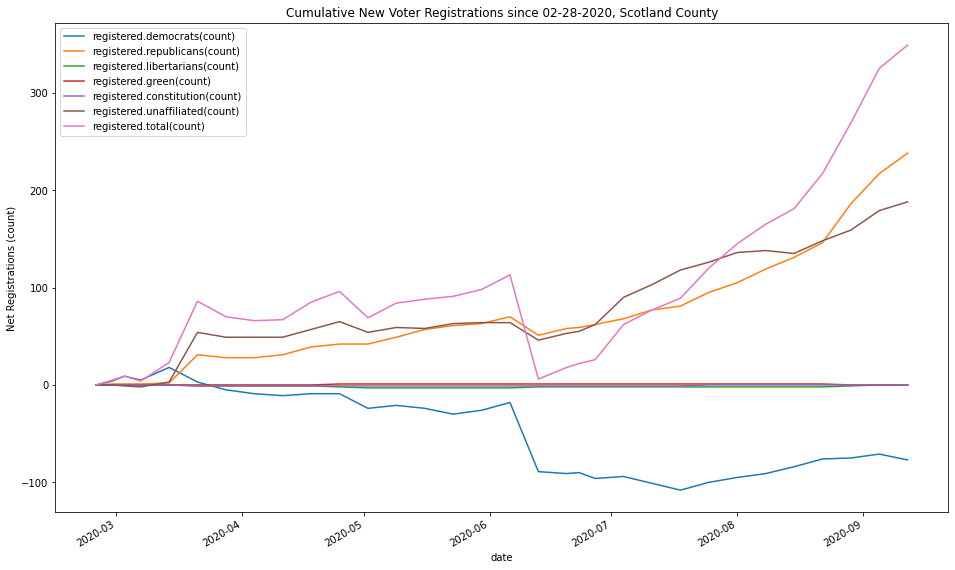 Cumulative New Voter Registrations since 02-28-2020, Scotland County
registered.democrats(count)
registered.republicans(count)
registered.libertarians(count)
registered.green(count)
registered.constitution(count)
registered.unaffiliated(count)
registered.total(count)
300
200
100
0
−100
Net Registrations (count)
2020-03
2020-04
2020-05
2020-06
2020-07
2020-08
2020-09
date